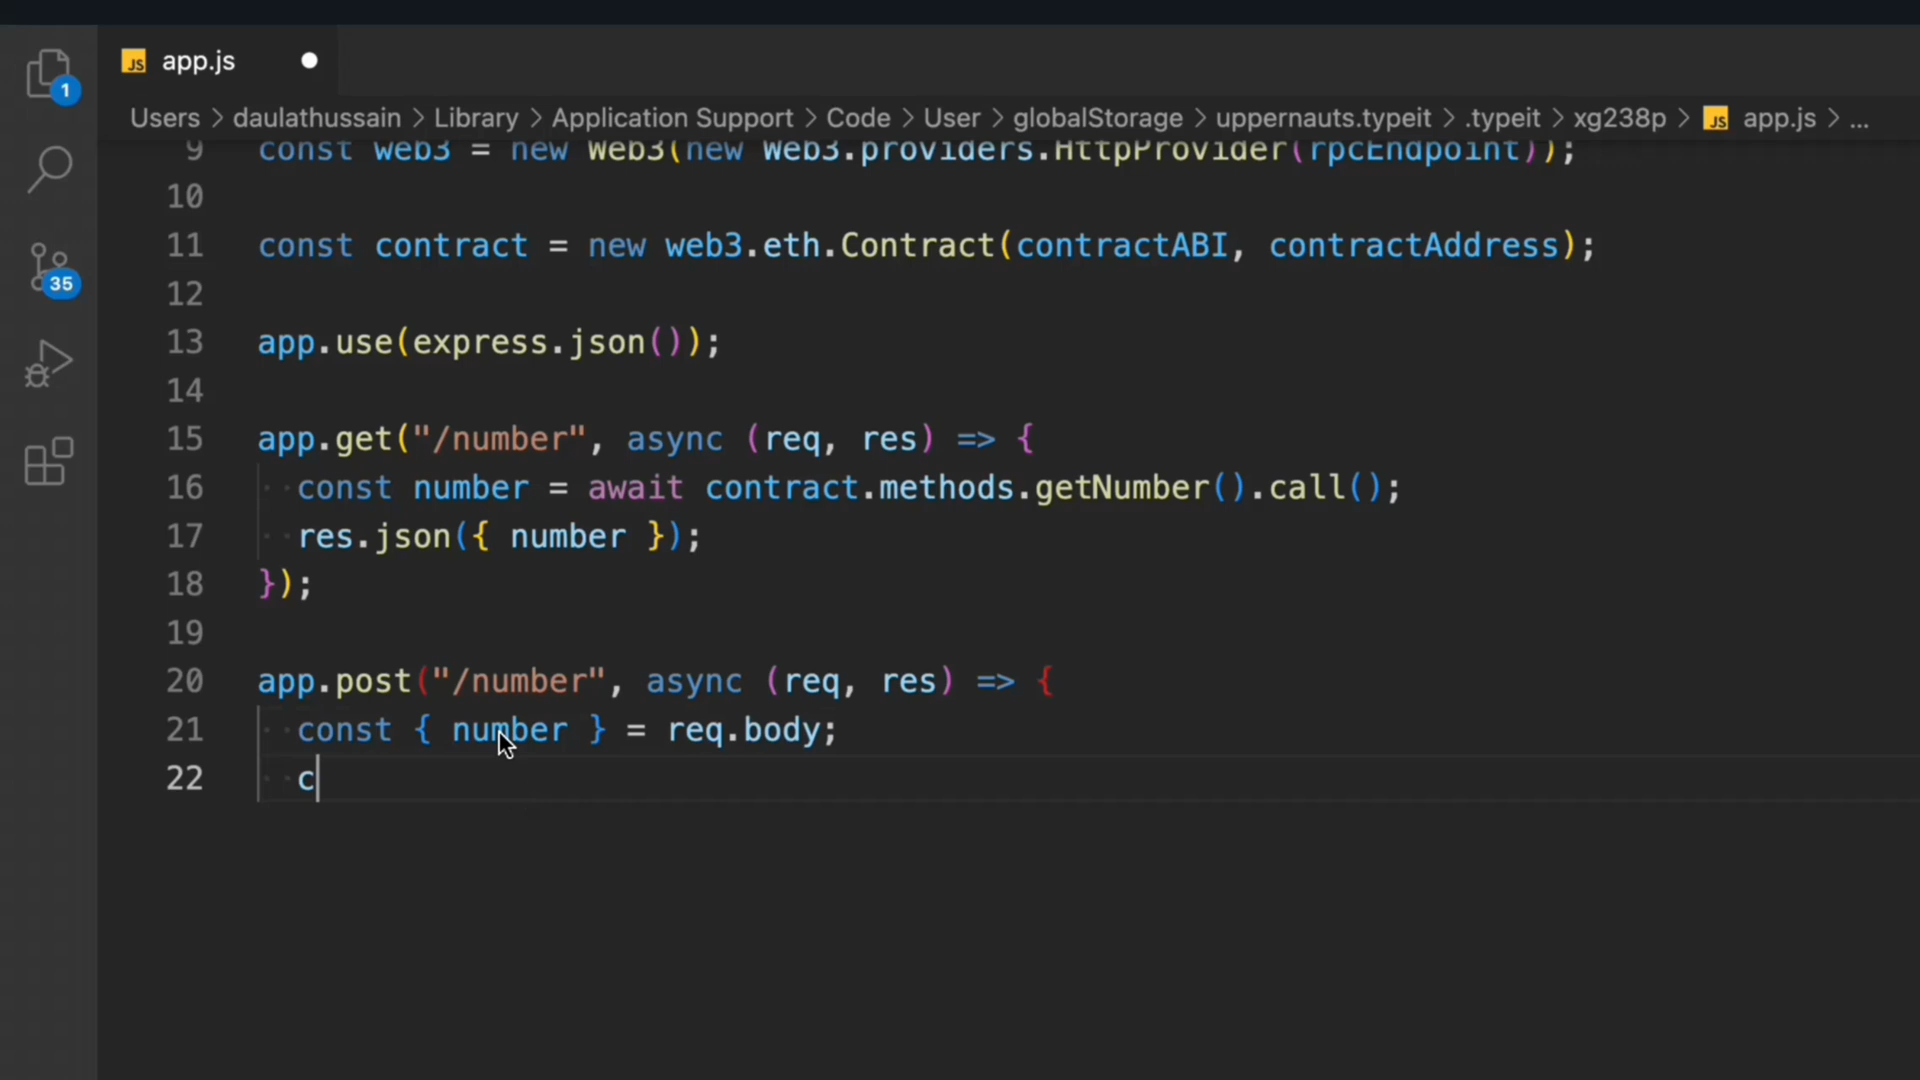 JS app.js
1
Users > daulathussain > Library > Application Support > Code > User > globalStorage > uppernauts.typeit > .typeit > xg238p > JS app.js > ...
9 const web3 = new Web3(new Web3.providers.HttpProvider(rpcEndpoint));
10
11 const contract = new web3.eth.Contract(contractABI, contractAddress);
35
12
13 app.use(express.json());
14
15 app.get("/number", async (req, res) => {
16 const number = await contract.methods.getNumber().call();
17 res.json({ number });
18 });
19
20 app.post("/number", async (req, res) => {
21 const { number } = req.body;
22 c